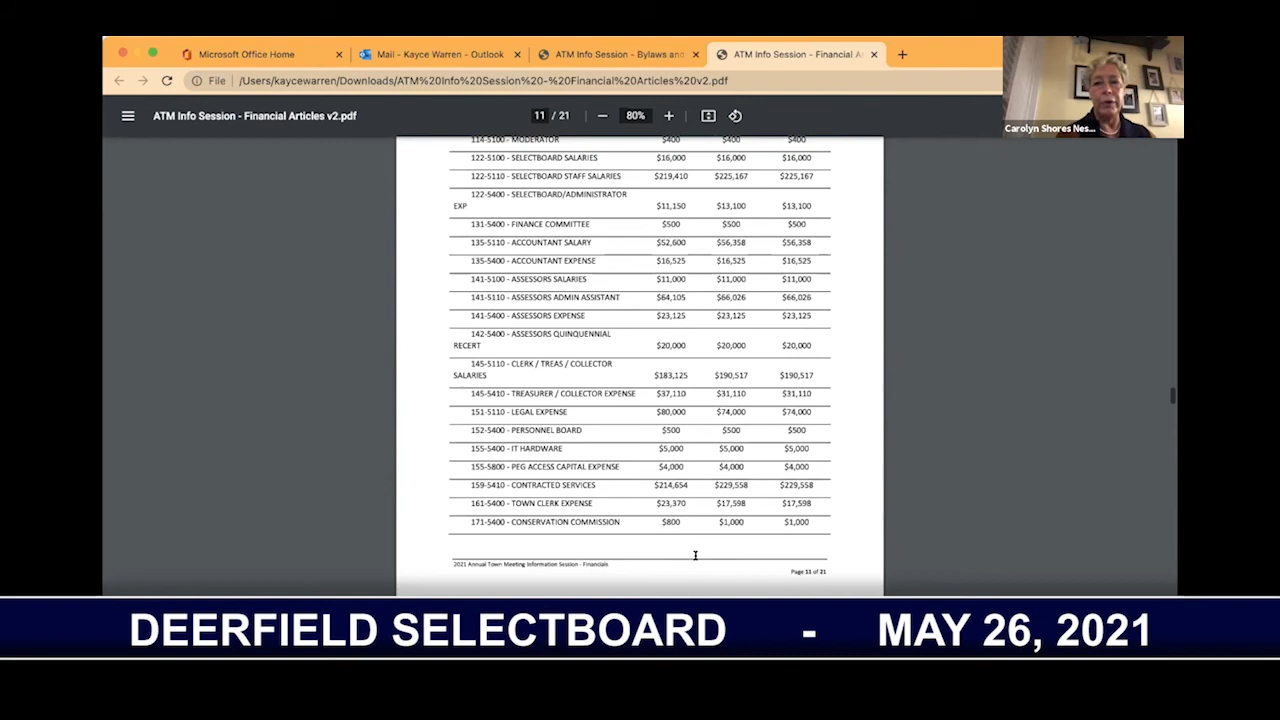 Microsoft Office Home
Mail - Kayce Warren - Outlook
ATM Info Session - Bylaws and
ATM Info Session - Financial A
File /Users/kaycewarren/Downloads/ATM%20Info%20Session%20-%20Financial%20Articles%20v2.pdf
Carolyn Shores Nes...
ATM Info Session - Financial Articles v2.pdf 11 / 21 80%
114-5100 - MODERATOR $400 $400 $400
122-5100 - SELECTBOARD SALARIES $16,000 $16,000 $16,000
122-5110 - SELECTBOARD STAFF SALARIES $219,410 $225,167 $225,167
122-5400 - SELECTBOARD/ADMINISTRATOR
EXP $11,150 $13,100 $13,100
131-5400 - FINANCE COMMITTEE $500 $500 $500
135-5110 - ACCOUNTANT SALARY $52,600 $56,358 $56,358
135-5400 - ACCOUNTANT EXPENSE $16,525 $16,525 $16,525
141-5100 - ASSESSORS SALARIES $11,000 $11,000 $11,000
141-5110 - ASSESSORS ADMIN ASSISTANT $64,105 $66,026 $66,026
141-5400 - ASSESSORS EXPENSE $23,125 $23,125 $23,125
142-5400 - ASSESSORS QUINQUENNIAL
RECERT $20,000 $20,000 $20,000
145-5110 - CLERK / TREAS / COLLECTOR
SALARIES $183,125 $190,517 $190,517
145-5410 - TREASURER / COLLECTOR EXPENSE $37,110 $31,110 $31,110
151-5110 - LEGAL EXPENSE $80,000 $74,000 $74,000
152-5400 - PERSONNEL BOARD $500 $500 $500
155-5400 - IT HARDWARE $5,000 $5,000 $5,000
155-5800 - PEG ACCESS CAPITAL EXPENSE $4,000 $4,000 $4,000
159-5410 - CONTRACTED SERVICES $214,654 $229,558 $229,558
161-5400 - TOWN CLERK EXPENSE $23,370 $17,598 $17,598
171-5400 - CONSERVATION COMMISSION $800 $1,000 $1,000
2021 Annual Town Meeting Information Session - Financials
Page 11 of 21
DEERFIELD SELECTBOARD - MAY 26, 2021